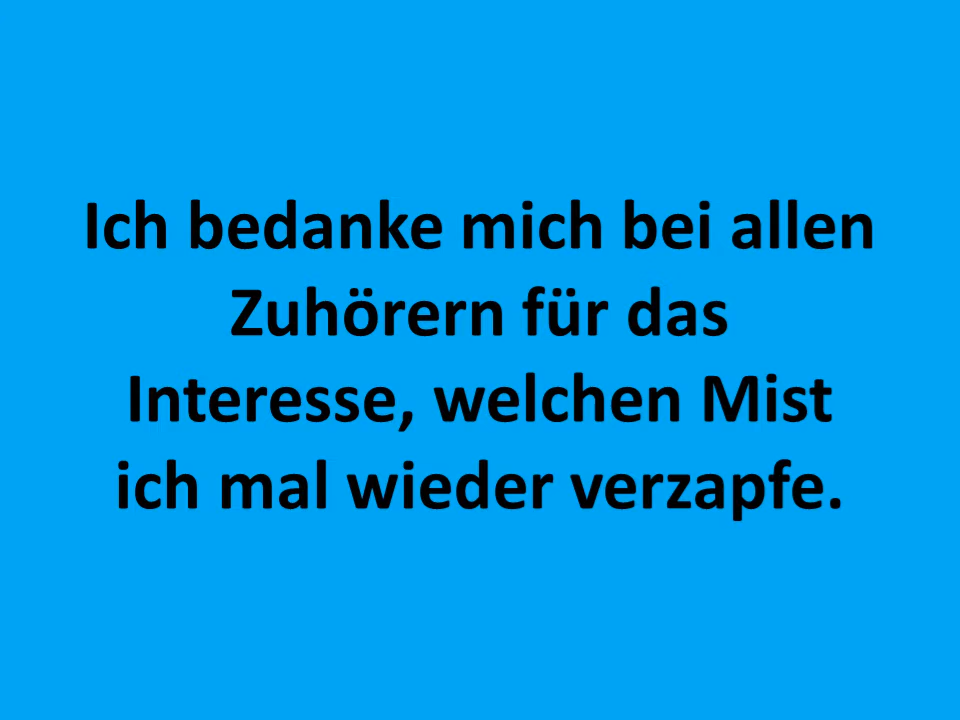 Ich bedanke mich bei allen
Zuhörern für das
Interesse, welchen Mist
ich mal wieder verzapfe.